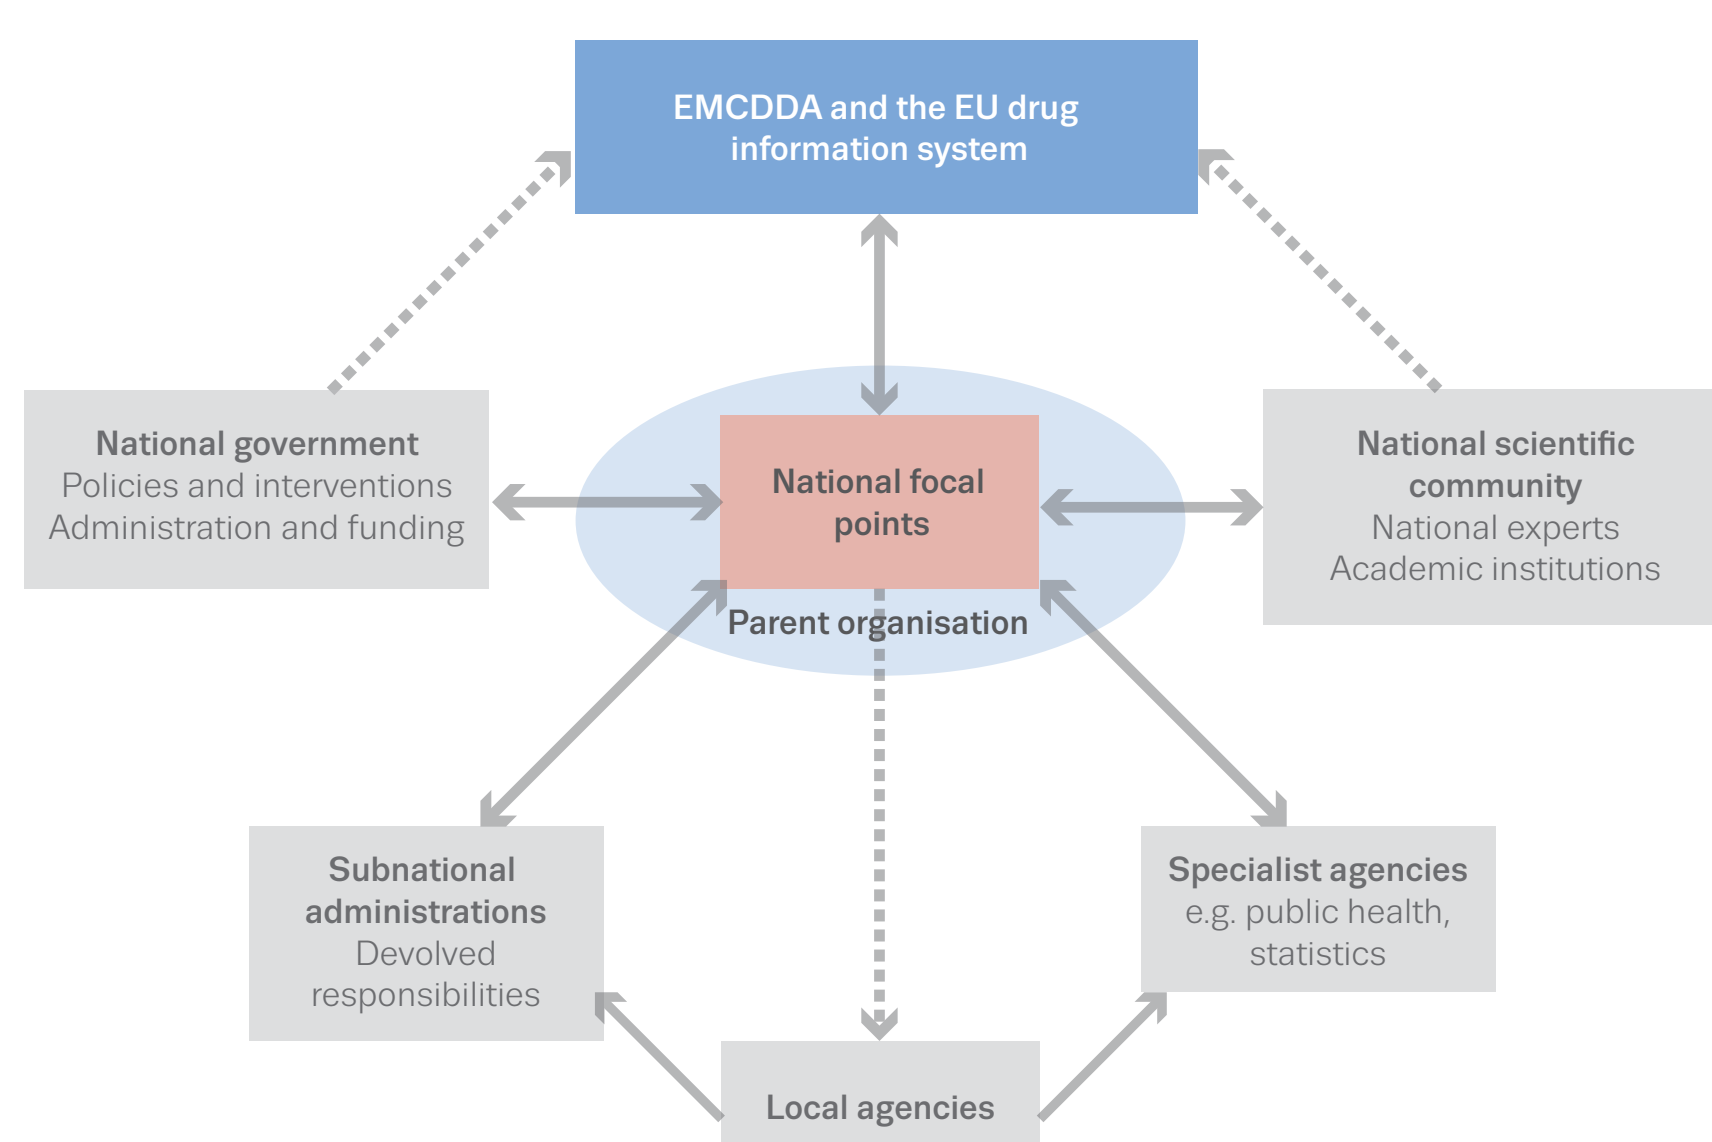 EMCDDA and the EU drug
information system
National government
Policies and interventions
Administration and funding
National focal
points
National scientific
community
National experts
Academic institutions
Parent organisation
Subnational
administrations
Devolved
responsibilities
Specialist agencies
e.g. public health,
statistics
Local agencies